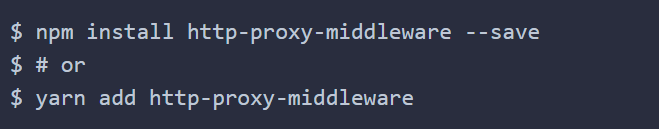 $ npm install http-proxy-middleware --save
$ # or
$ yarn add http-proxy-middleware